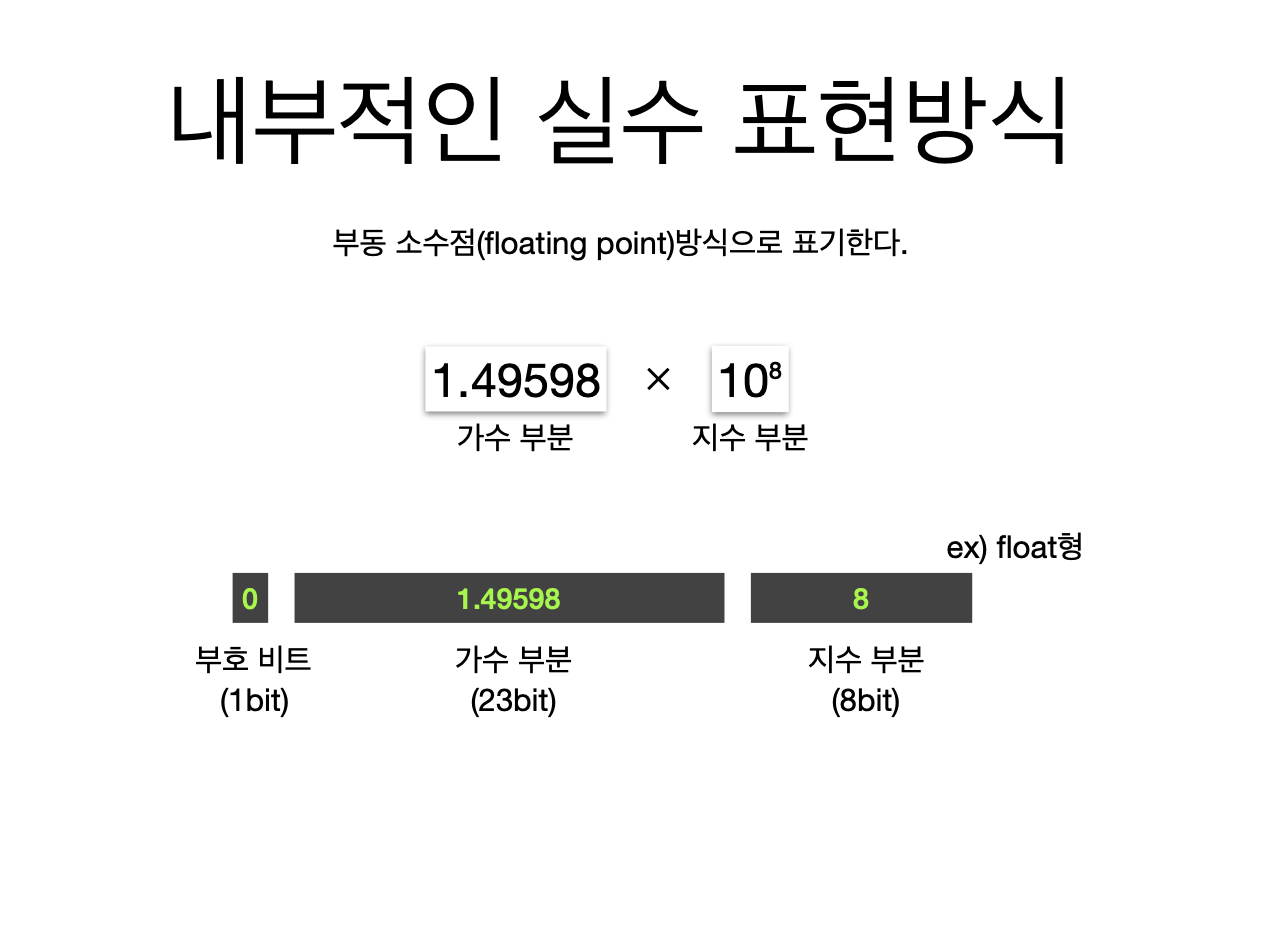 내부적인 실수 표현방식
부동 소수점(floating point)방식으로 표기한다.
1.49598 × 10⁸
가수 부분 지수 부분
ex) float형
0 1.49598 8
부호 비트 가수 부분 지수 부분
(1bit) (23bit) (8bit)